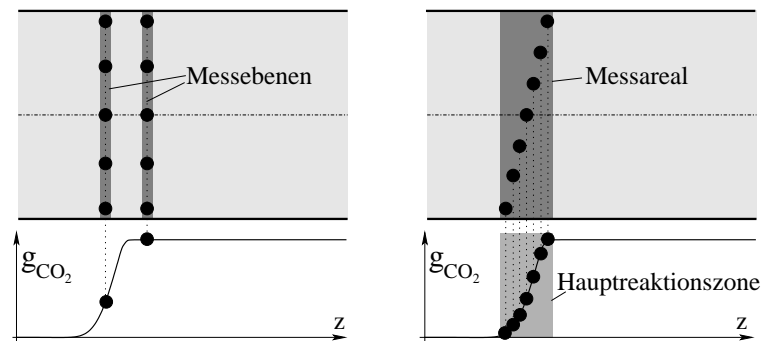 Messebenen
Messareal
g_CO₂
z
g_CO₂
Hauptreaktionszone
z